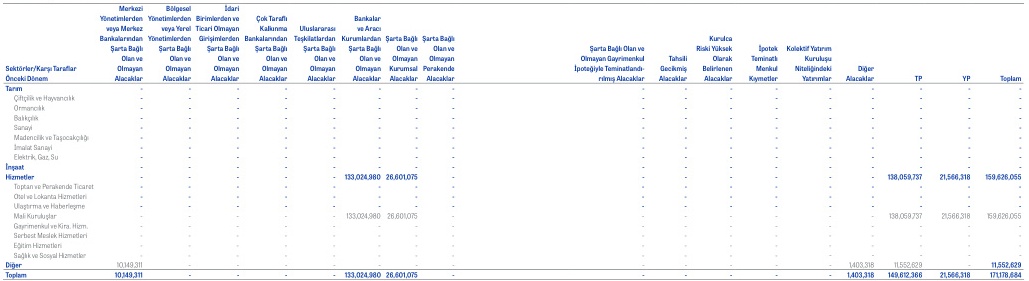 Sektörler/Karşı Taraflar
Önceki Dönem
Merkezi
Yönetimlerden
veya Merkez
Bankalarından
Şarta Bağlı
Olan ve
Olmayan
Alacaklar
Bölgesel
Yönetimlerden
veya Yerel
Yönetimlerden
Şarta Bağlı
Olan ve
Olmayan
Alacaklar
İdari
Birimlerden ve
Ticari Olmayan
Girişimlerden
Şarta Bağlı
Olan ve
Olmayan
Alacaklar
Çok Taraflı
Kalkınma
Bankalarından
Şarta Bağlı
Olan ve
Olmayan
Alacaklar
Uluslararası
Teşkilatlardan
Şarta Bağlı
Olan ve
Olmayan
Alacaklar
Bankalar
ve Aracı
Kurumlardan
Şarta Bağlı
Olan ve
Olmayan
Alacaklar
Şarta Bağlı
Olan ve
Olmayan
Kurumsal
Alacaklar
Şarta Bağlı
Olan ve
Olmayan
Perakende
Alacaklar
Şarta Bağlı Olan ve
Olmayan Gayrimenkul
İpoteğiyle Teminatlandı-
rılmış Alacaklar
Tahsili
Gecikmiş
Alacaklar
Kurulca
Riski Yüksek
Olarak
Belirlenen
Alacaklar
İpotek
Teminatlı
Menkul
Kıymetler
Kolektif Yatırım
Kuruluşu
Niteliğindeki
Yatırımlar
Diğer
Alacaklar
TP
YP
Toplam
Tarım - - - - - - - - - - - - - - - - -
Çiftçilik ve Hayvancılık - - - - - - - - - - - - - - - - -
Ormancılık - - - - - - - - - - - - - - - - -
Balıkçılık - - - - - - - - - - - - - - - - -
Sanayi - - - - - - - - - - - - - - - - -
Madencilik ve Taşocakçılığı - - - - - - - - - - - - - - - - -
İmalat Sanayi - - - - - - - - - - - - - - - - -
Elektrik, Gaz, Su - - - - - - - - - - - - - - - - -
İnşaat - - - - - - - - - - - - - - - - -
Hizmetler - - - - - 133,024,980 26,601,075 - - - - - - - 138,059,737 21,566,318 159,626,055
Toptan ve Perakende Ticaret - - - - - - - - - - - - - - - - -
Otel ve Lokanta Hizmetleri - - - - - - - - - - - - - - - - -
Ulaştırma ve Haberleşme - - - - - - - - - - - - - - - - -
Mali Kuruluşlar - - - - - 133,024,980 26,601,075 - - - - - - - 138,059,737 21,566,318 159,626,055
Gayrimenkul ve Kira. Hizm. - - - - - - - - - - - - - - - - -
Serbest Meslek Hizmetleri - - - - - - - - - - - - - - - - -
Eğitim Hizmetleri - - - - - - - - - - - - - - - - -
Sağlık ve Sosyal Hizmetler - - - - - - - - - - - - - - - - -
Diğer 10,149,311 - - - - - - - - - - - - 1,403,318 11,552,629 - 11,552,629
Toplam 10,149,311 - - - - 133,024,980 26,601,075 - - - - - - 1,403,318 149,612,366 21,566,318 171,178,684